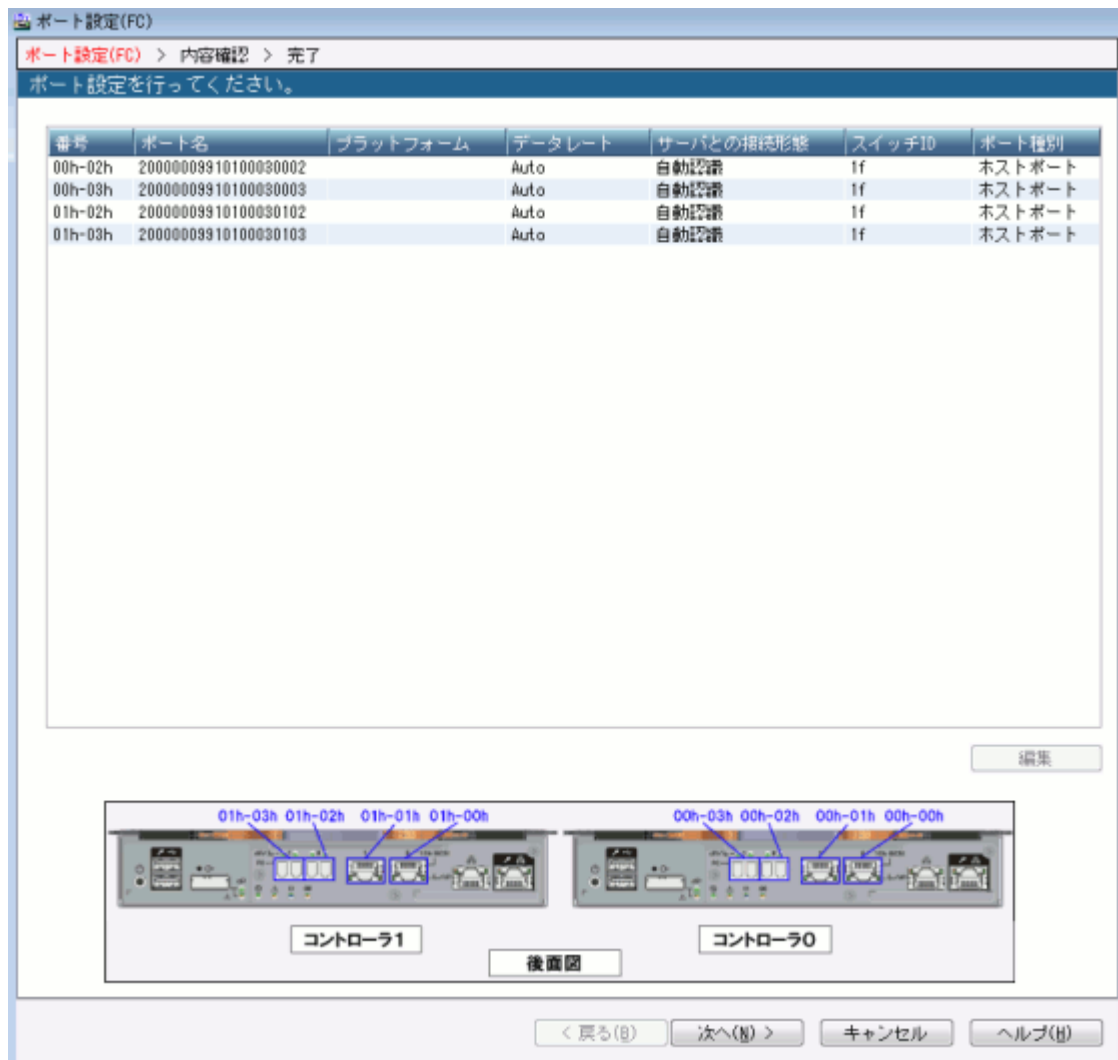 ポート設定(FC)
ポート設定(FC) > 内容確認 > 完了
ポート設定を行ってください。
番号 ポート名 プラットフォーム データレート サーバとの接続形態 スイッチID ポート種別
00h-02h 20000009910100030002 Auto 自動認識 1f ホストポート
00h-03h 20000009910100030003 Auto 自動認識 1f ホストポート
01h-02h 20000009910100030102 Auto 自動認識 1f ホストポート
01h-03h 20000009910100030103 Auto 自動認識 1f ホストポート
編集
01h-03h 01h-02h 01h-01h 01h-00h 00h-03h 00h-02h 00h-01h 00h-00h
コントローラ1 コントローラ0
後面図
< 戻る(B) 次へ(N) > キャンセル ヘルプ(H)